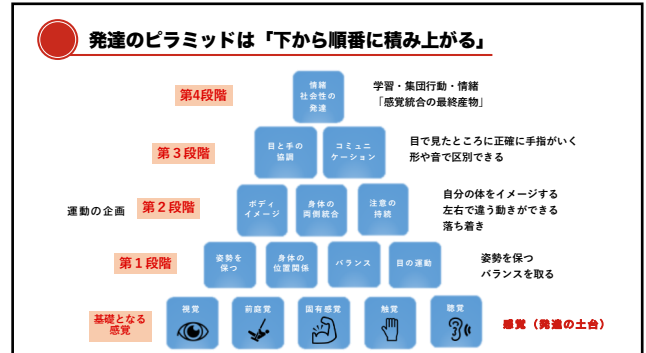 発達のピラミッドは「下から順番に積み上がる」
第4段階
情緒
社会性の
発達
学習・集団行動・情緒
「感覚統合の最終産物」
第３段階
目と手の
協調
コミュニ
ケーション
目で見たところに正確に手指がいく
形や音で区別できる
運動の企画
第２段階
ボディ
イメージ
身体の
両側統合
注意の
持続
自分の体をイメージする
左右で違う動きができる
落ち着き
第１段階
姿勢を
保つ
身体の
位置関係
バランス
目の運動
姿勢を保つ
バランスを取る
基礎となる
感覚
視覚
前庭覚
固有感覚
触覚
聴覚
感覚（発達の土台）